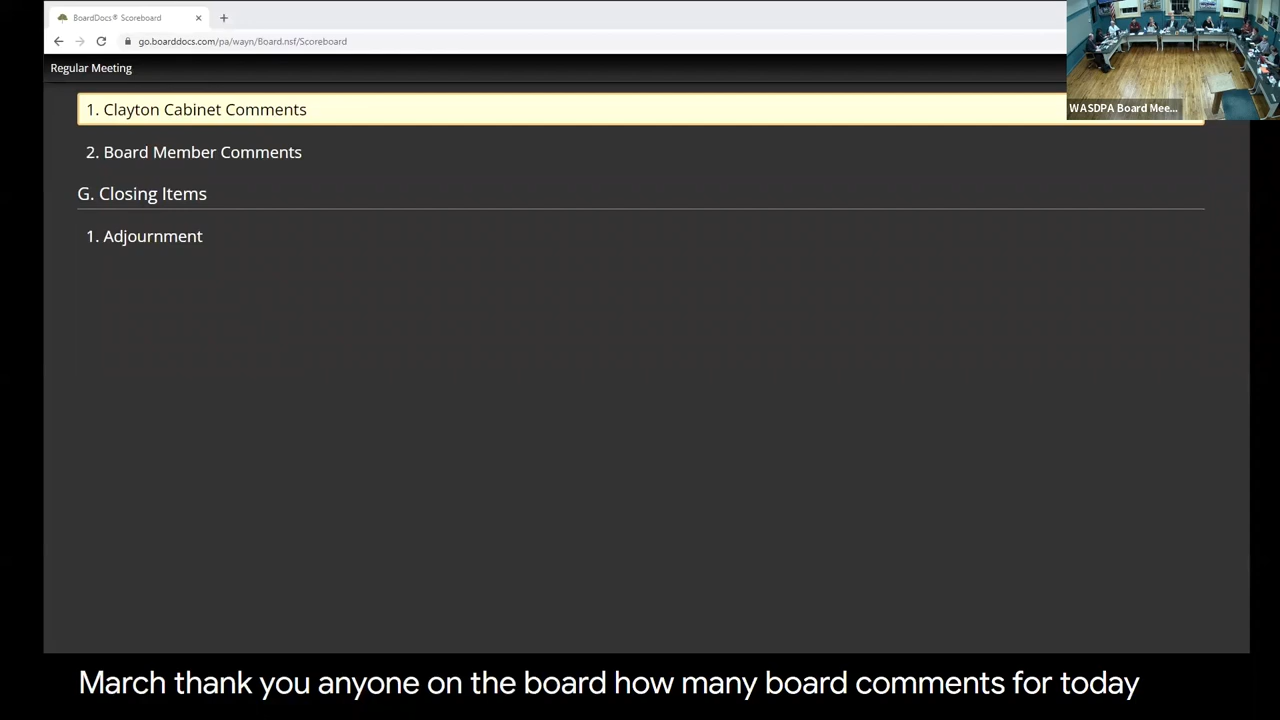 BoardDocs® Scoreboard
go.boarddocs.com/pa/wayn/Board.nsf/Scoreboard
Regular Meeting
1. Clayton Cabinet Comments
WASDPA Board Mee...
2. Board Member Comments
G. Closing Items
1. Adjournment
March thank you anyone on the board how many board comments for today